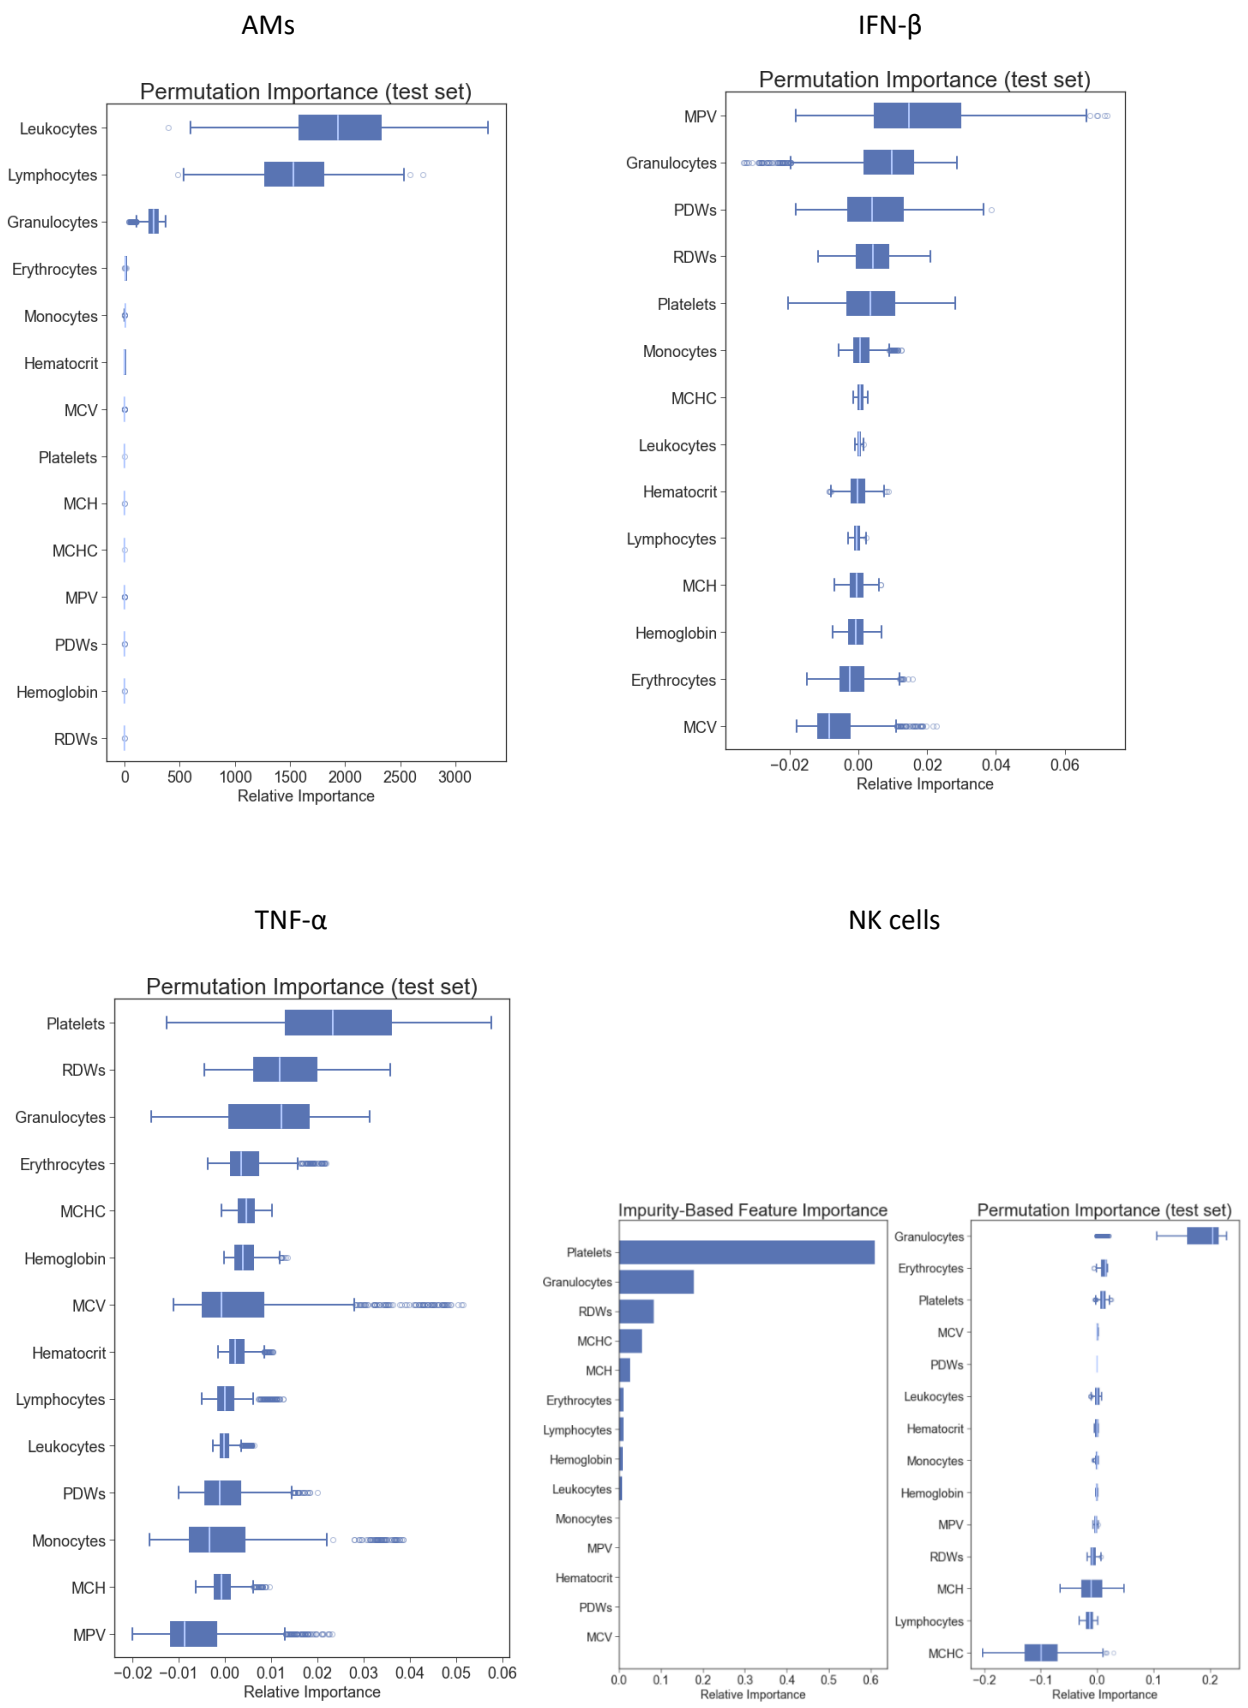 AMs
Permutation Importance (test set)
Leukocytes
Lymphocytes
Granulocytes
Erythrocytes
Monocytes
Hematocrit
MCV
Platelets
MCH
MCHC
MPV
PDWs
Hemoglobin
RDWs
0 500 1000 1500 2000 2500 3000
Relative Importance
IFN-β
Permutation Importance (test set)
MPV
Granulocytes
PDWs
RDWs
Platelets
Monocytes
MCHC
Leukocytes
Hematocrit
Lymphocytes
MCH
Hemoglobin
Erythrocytes
MCV
−0.02 0.00 0.02 0.04 0.06
Relative Importance
TNF-α
Permutation Importance (test set)
Platelets
RDWs
Granulocytes
Erythrocytes
MCHC
Hemoglobin
MCV
Hematocrit
Lymphocytes
Leukocytes
PDWs
Monocytes
MCH
MPV
−0.02 −0.01 0.00 0.01 0.02 0.03 0.04 0.05 0.06
Relative Importance
NK cells
Impurity-Based Feature Importance
Platelets
Granulocytes
RDWs
MCHC
MCH
Erythrocytes
Lymphocytes
Hemoglobin
Leukocytes
Monocytes
MPV
Hematocrit
PDWs
MCV
0.0 0.1 0.2 0.3 0.4 0.5 0.6
Relative Importance
Permutation Importance (test set)
Granulocytes
Erythrocytes
Platelets
MCV
PDWs
Leukocytes
Hematocrit
Monocytes
Hemoglobin
MPV
RDWs
MCH
Lymphocytes
MCHC
−0.2 −0.1 0.0 0.1 0.2
Relative Importance